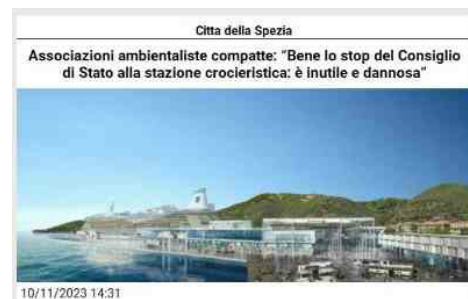 Citta della Spezia
Associazioni ambientaliste compatte: “Bene lo stop del Consiglio
di Stato alla stazione crocieristica: è inutile e dannosa”
10/11/2023 14:31